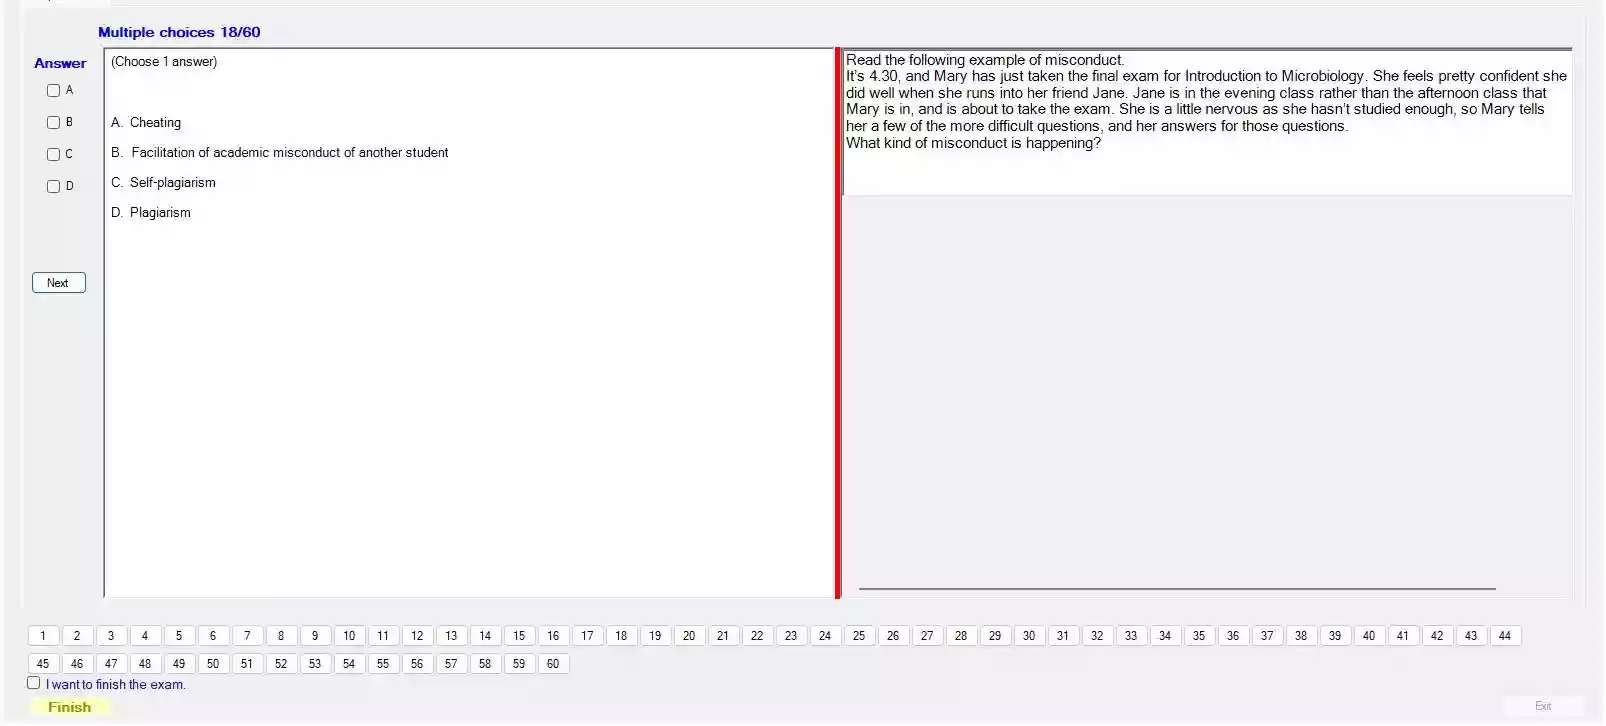 Multiple choices 18/60
Answer
(Choose 1 answer)
A
B
C
D
A. Cheating
B. Facilitation of academic misconduct of another student
C. Self-plagiarism
D. Plagiarism
Next
Read the following example of misconduct.
It's 4.30, and Mary has just taken the final exam for Introduction to Microbiology. She feels pretty confident she
did well when she runs into her friend Jane. Jane is in the evening class rather than the afternoon class that
Mary is in, and is about to take the exam. She is a little nervous as she hasn't studied enough, so Mary tells
her a few of the more difficult questions, and her answers for those questions.
What kind of misconduct is happening?
1 2 3 4 5 6 7 8 9 10 11 12 13 14 15 16 17 18 19 20 21 22 23 24 25 26 27 28 29 30 31 32 33 34 35 36 37 38 39 40 41 42 43 44
45 46 47 48 49 50 51 52 53 54 55 56 57 58 59 60
I want to finish the exam.
Finish
Exit